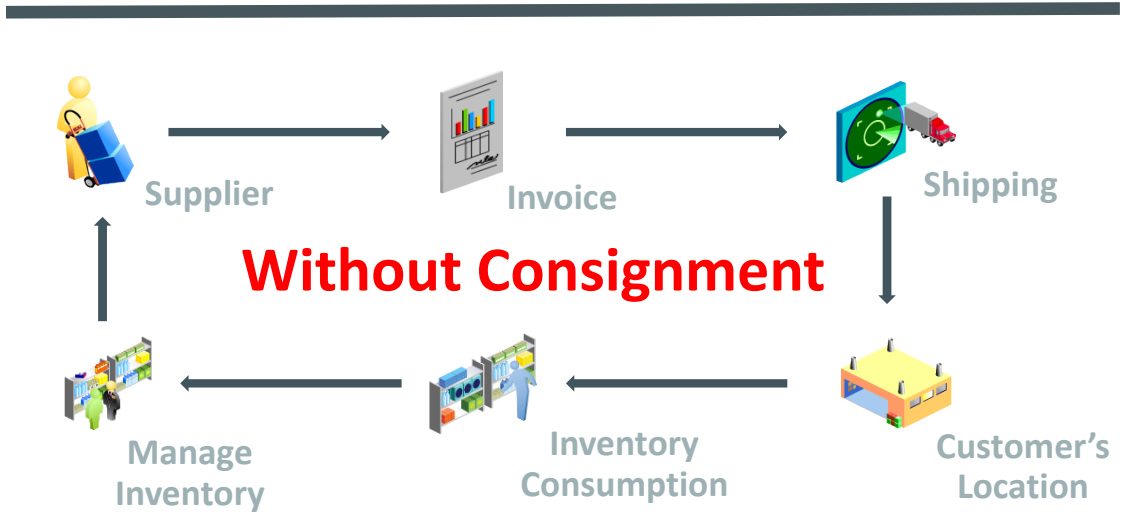 Supplier
Invoice
Shipping
Without Consignment
Manage
Inventory
Inventory
Consumption
Customer’s
Location